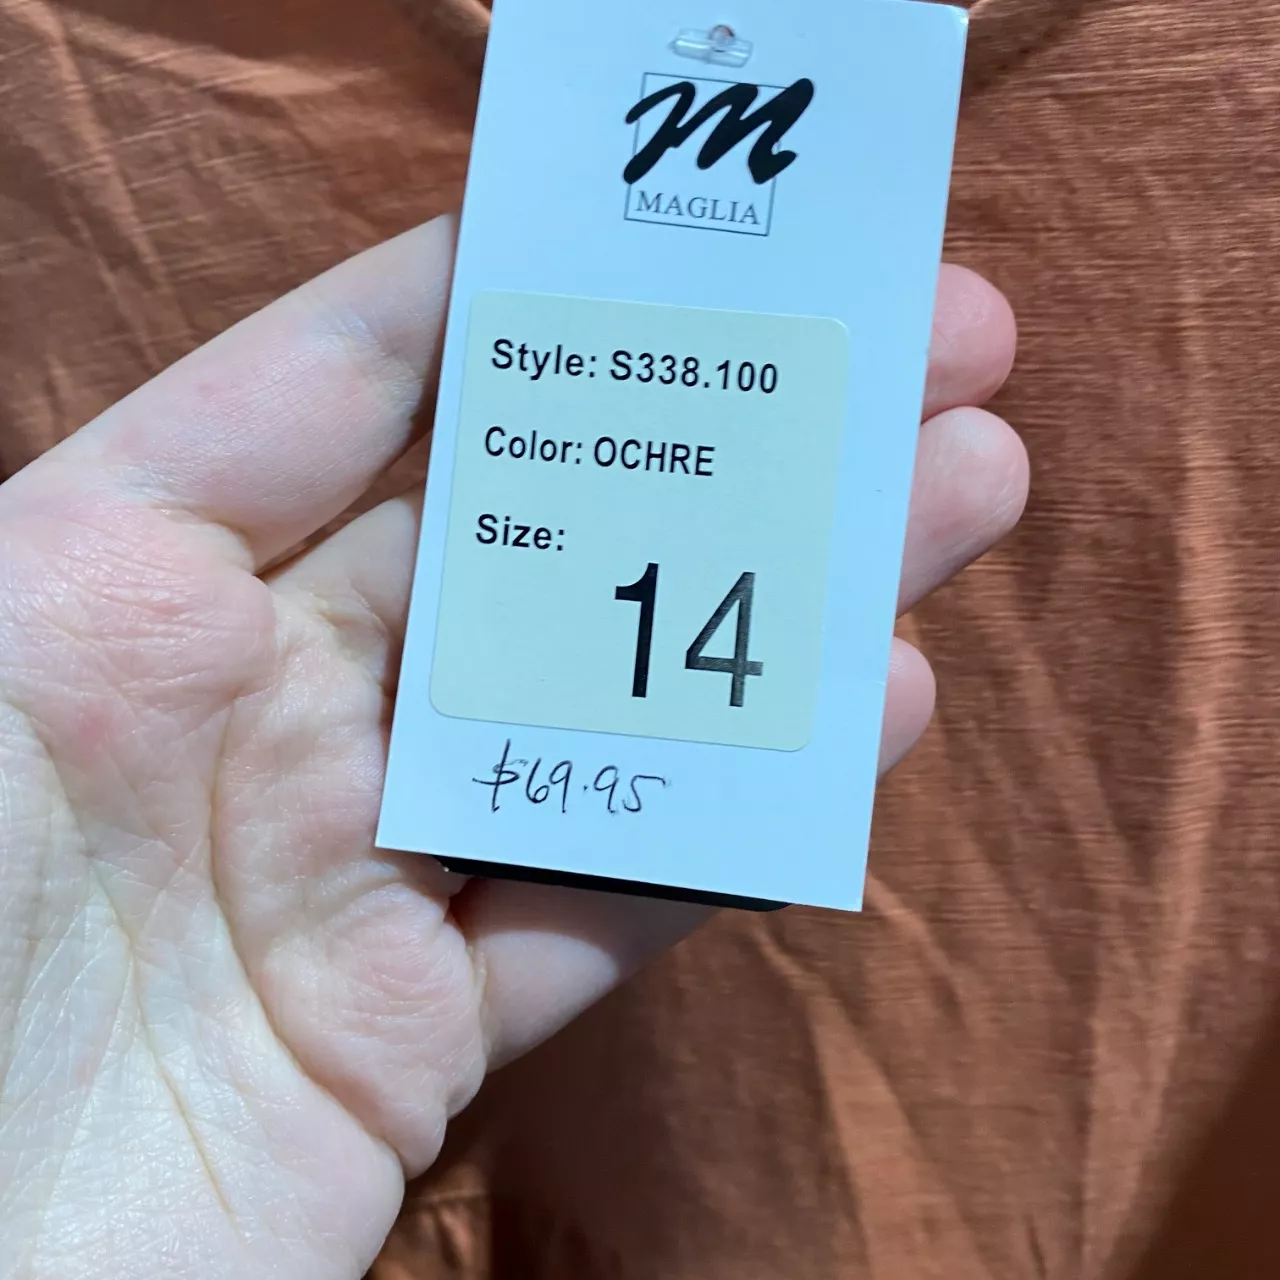 m
MAGLIA
Style: S338.100
Color: OCHRE
Size:
14
$69.95